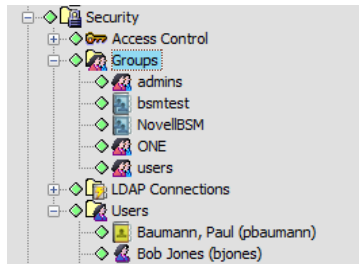 Security
Access Control
Groups
admins
bsmtest
NovellBSM
ONE
users
LDAP Connections
Users
Baumann, Paul (pbaumann)
Bob Jones (bjones)